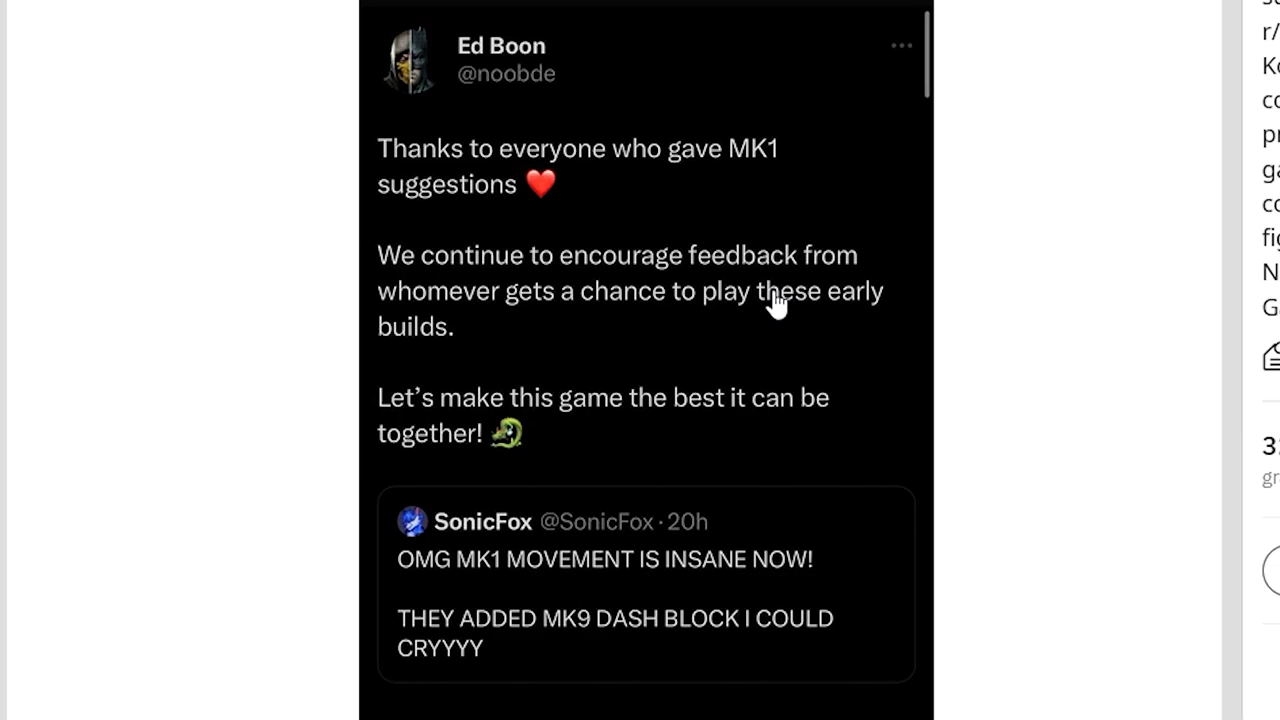 Ed Boon
@noobde
Thanks to everyone who gave MK1
suggestions ❤️
We continue to encourage feedback from
whomever gets a chance to play these early
builds.
Let’s make this game the best it can be
together! 🐉
SonicFox @SonicFox · 20h
OMG MK1 MOVEMENT IS INSANE NOW!
THEY ADDED MK9 DASH BLOCK I COULD
CRYYYY
r/